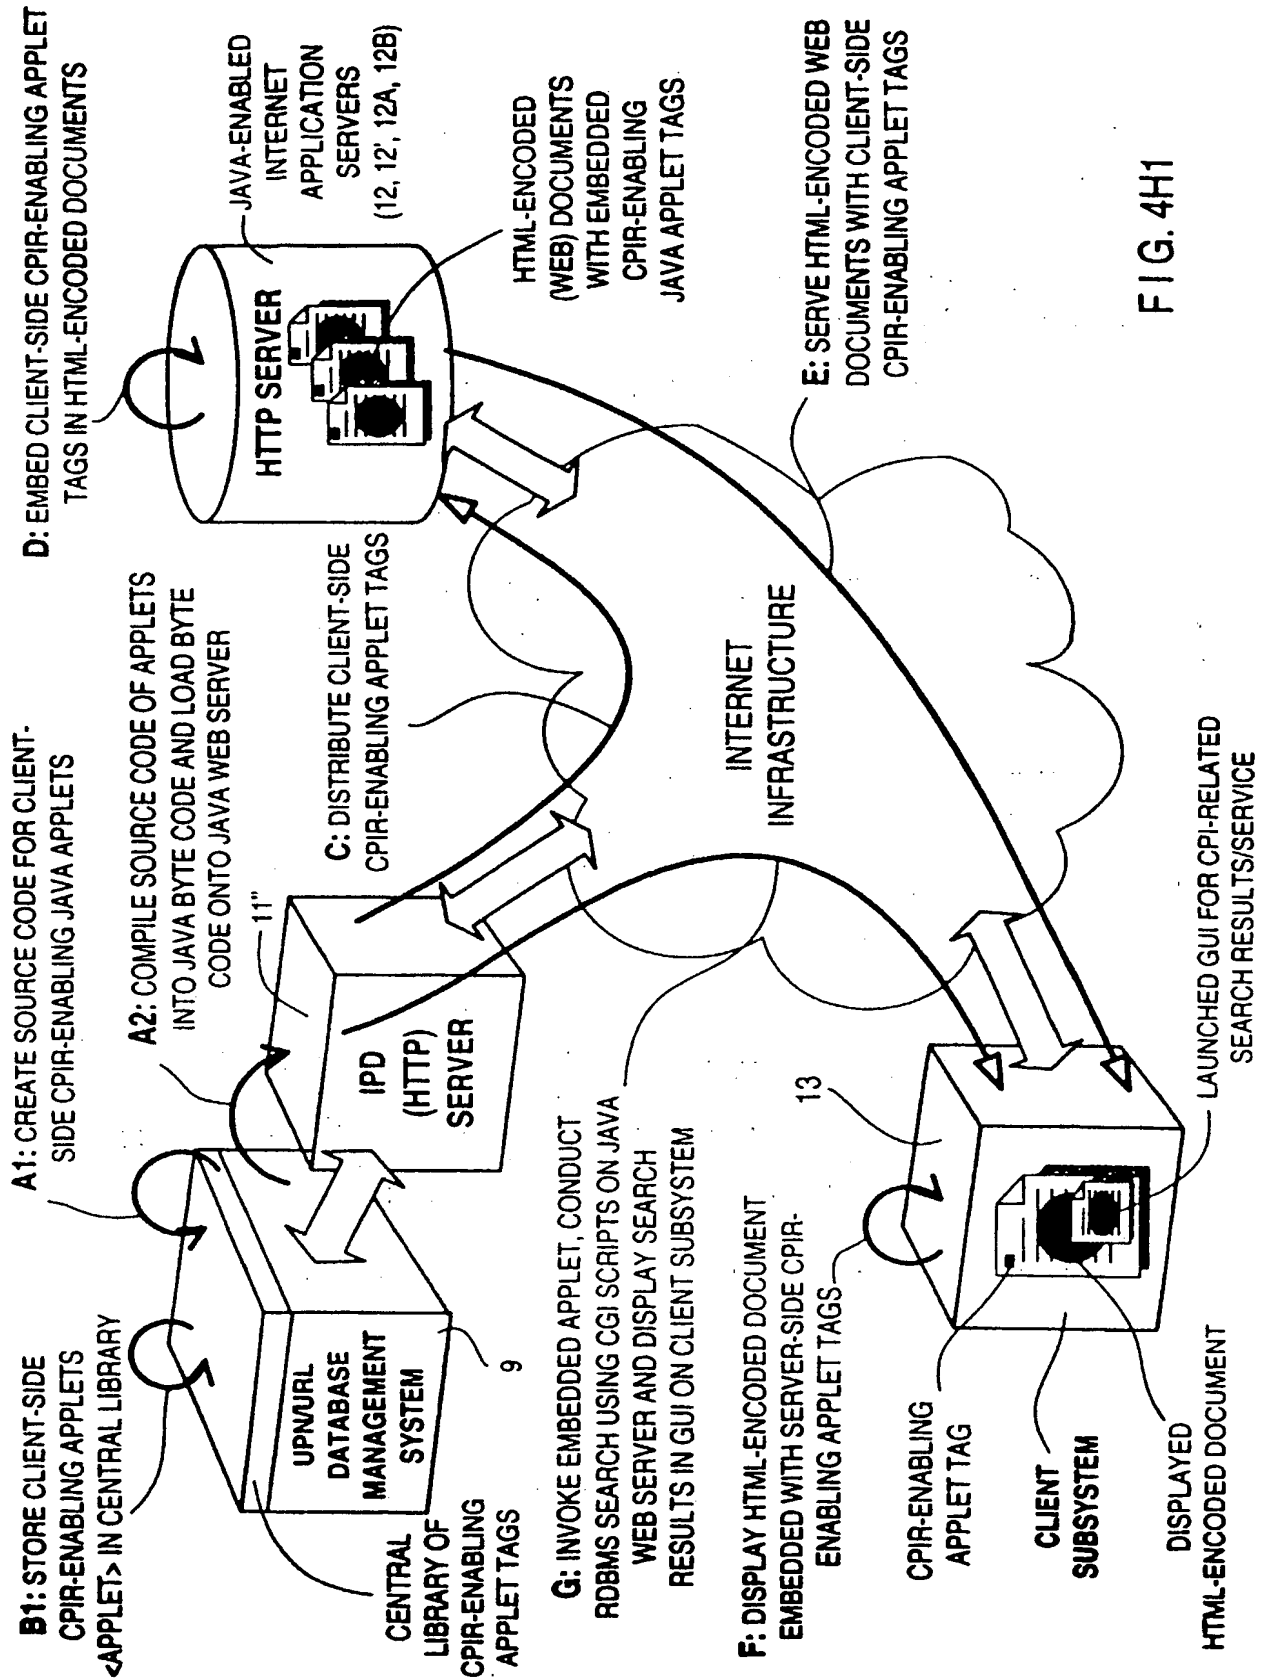 B1: STORE CLIENT-SIDE
CPIR-ENABLING APPLETS
<APPLET> IN CENTRAL LIBRARY
A1: CREATE SOURCE CODE FOR CLIENT-
SIDE CPIR-ENABLING JAVA APPLETS
A2: COMPILE SOURCE CODE OF APPLETS
INTO JAVA BYTE CODE AND LOAD BYTE
CODE ONTO JAVA WEB SERVER
D: EMBED CLIENT-SIDE CPIR-ENABLING APPLET
TAGS IN HTML-ENCODED DOCUMENTS
UPN/URL
DATABASE
MANAGEMENT
SYSTEM
9
CENTRAL
LIBRARY OF
CPIR-ENABLING
APPLET TAGS
11"
IPD
(HTTP)
SERVER
C: DISTRIBUTE CLIENT-SIDE
CPIR-ENABLING APPLET TAGS
HTTP SERVER
JAVA-ENABLED
INTERNET
APPLICATION
SERVERS
(12, 12', 12A, 12B)
HTML-ENCODED
(WEB) DOCUMENTS
WITH EMBEDDED
CPIR-ENABLING
JAVA APPLET TAGS
G: INVOKE EMBEDDED APPLET, CONDUCT
RDBMS SEARCH USING CGI SCRIPTS ON JAVA
WEB SERVER AND DISPLAY SEARCH
RESULTS IN GUI ON CLIENT SUBSYSTEM
INTERNET
INFRASTRUCTURE
E: SERVE HTML-ENCODED WEB
DOCUMENTS WITH CLIENT-SIDE
CPIR-ENABLING APPLET TAGS
F: DISPLAY HTML-ENCODED DOCUMENT
EMBEDDED WITH SERVER-SIDE CPIR-
ENABLING APPLET TAGS
13
CPIR-ENABLING
APPLET TAG
CLIENT
SUBSYSTEM
DISPLAYED
HTML-ENCODED DOCUMENT
LAUNCHED GUI FOR CPI-RELATED
SEARCH RESULTS/SERVICE
FIG. 4H1